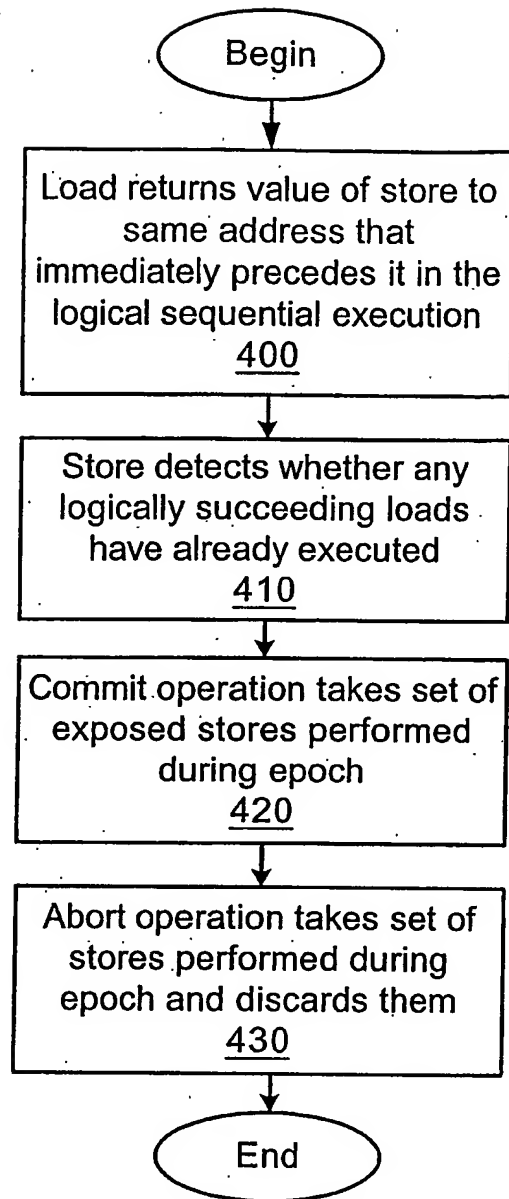 Begin
Load returns value of store to
same address that
immediately precedes it in the
logical sequential execution
400
Store detects whether any
logically succeeding loads
have already executed
410
Commit operation takes set of
exposed stores performed
during epoch
420
Abort operation takes set of
stores performed during
epoch and discards them
430
End